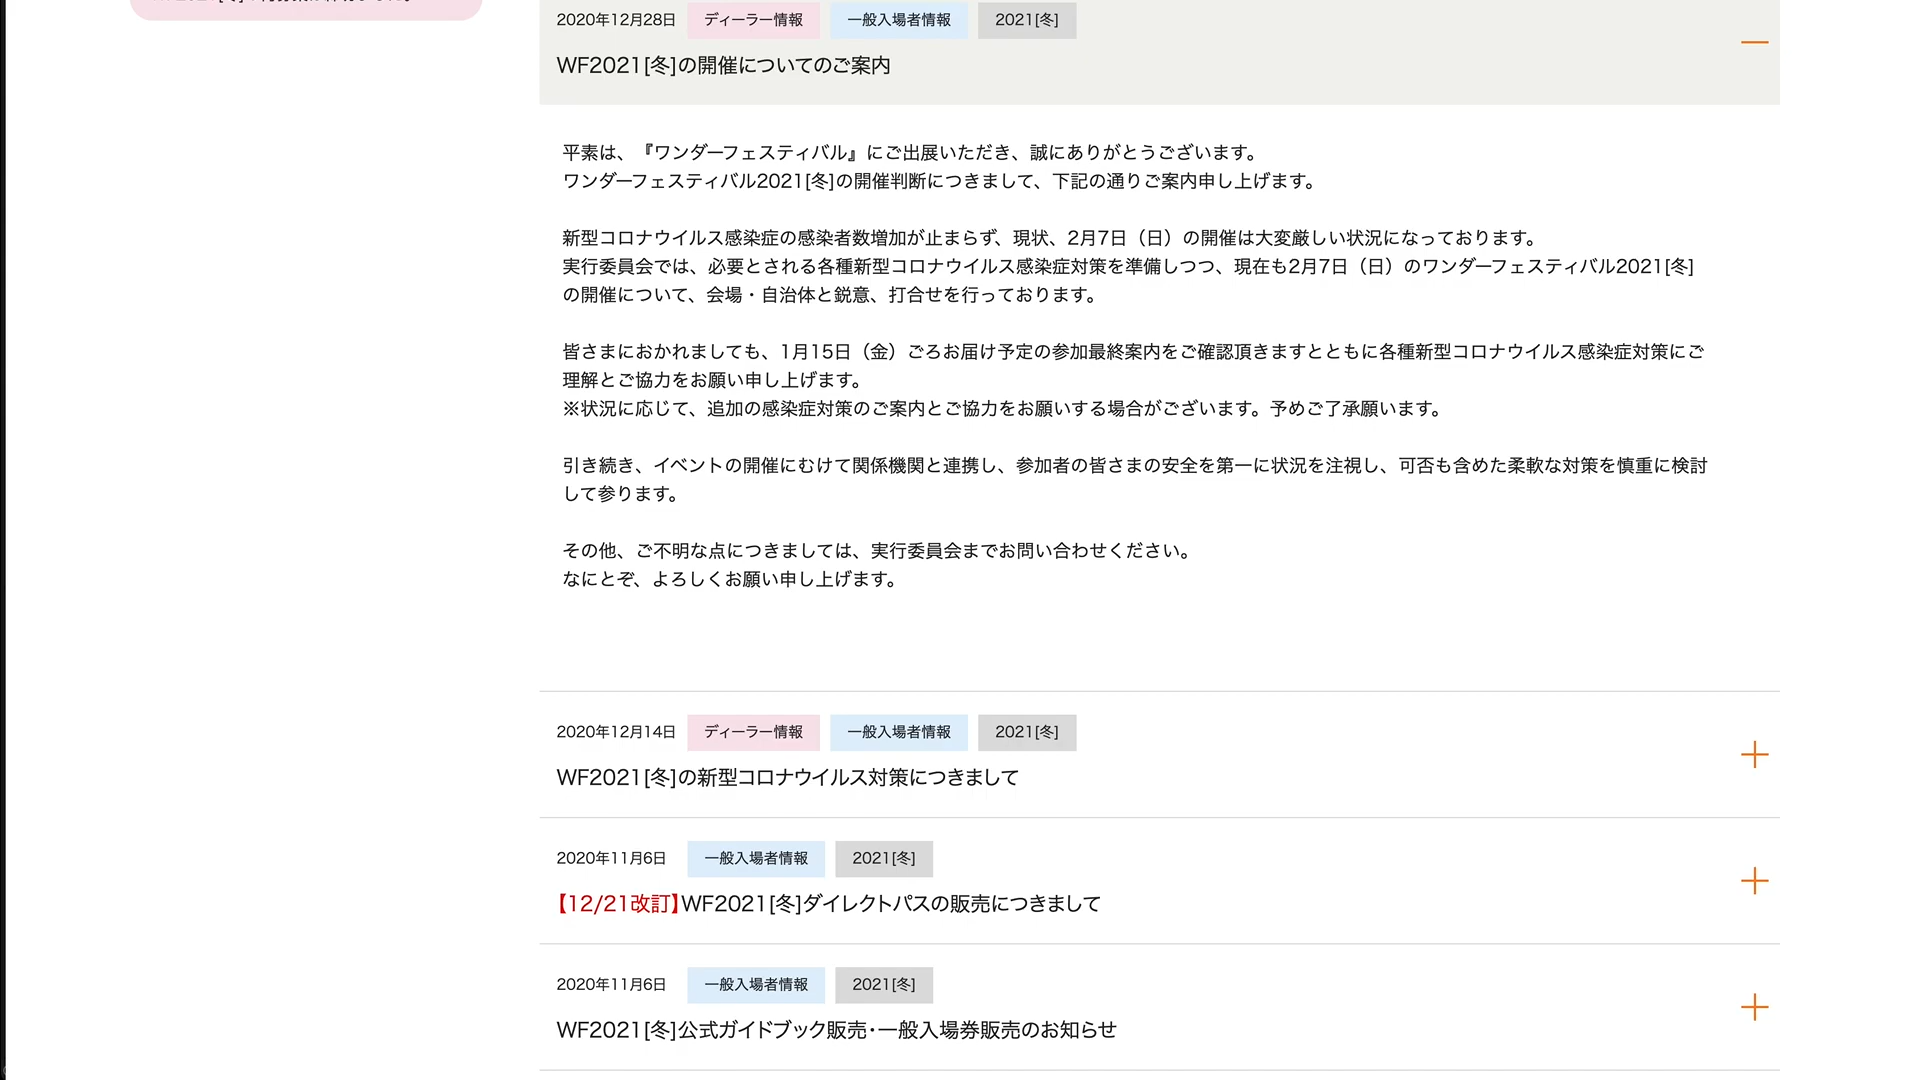 2020年12月28日 ディーラー情報 一般入場者情報 2021[冬]
WF2021[冬]の開催についてのご案内
平素は、『ワンダーフェスティバル』にご出展いただき、誠にありがとうございます。
ワンダーフェスティバル2021[冬]の開催判断につきまして、下記の通りご案内申し上げます。
新型コロナウイルス感染症の感染者数増加が止まらず、現状、2月7日（日）の開催は大変厳しい状況になっております。
実行委員会では、必要とされる各種新型コロナウイルス感染症対策を準備しつつ、現在も2月7日（日）のワンダーフェスティバル2021[冬]
の開催について、会場・自治体と鋭意、打合せを行っております。
皆さまにおかれましても、1月15日（金）ごろお届け予定の参加最終案内をご確認頂きますとともに各種新型コロナウイルス感染症対策にご
理解とご協力をお願い申し上げます。
※状況に応じて、追加の感染症対策のご案内とご協力をお願いする場合がございます。予めご了承願います。
引き続き、イベントの開催にむけて関係機関と連携し、参加者の皆さまの安全を第一に状況を注視し、可否も含めた柔軟な対策を慎重に検討
して参ります。
その他、ご不明な点につきましては、実行委員会までお問い合わせください。
なにとぞ、よろしくお願い申し上げます。
2020年12月14日 ディーラー情報 一般入場者情報 2021[冬]
WF2021[冬]の新型コロナウイルス対策につきまして
2020年11月6日 一般入場者情報 2021[冬]
【12/21改訂】WF2021[冬]ダイレクトパスの販売につきまして
2020年11月6日 一般入場者情報 2021[冬]
WF2021[冬]公式ガイドブック販売･一般入場券販売のお知らせ